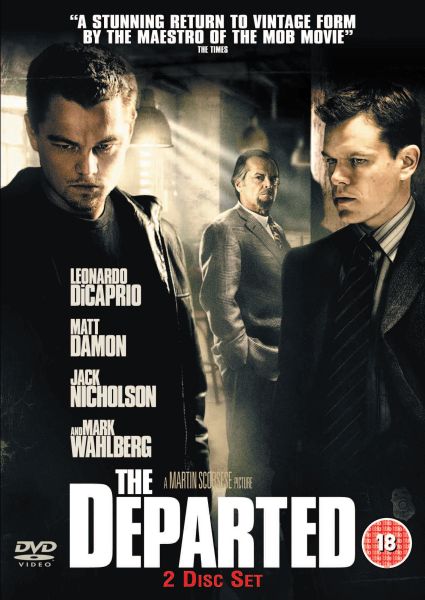 “A STUNNING RETURN TO VINTAGE FORM
BY THE MAESTRO OF THE MOB MOVIE”
THE TIMES
LEONARDO
DiCAPRIO
MATT
DAMON
JACK
NICHOLSON
AND MARK
WAHLBERG
A MARTIN SCORSESE PICTURE
THE
DEPARTED
2 DISC SET
DVD
VIDEO
18